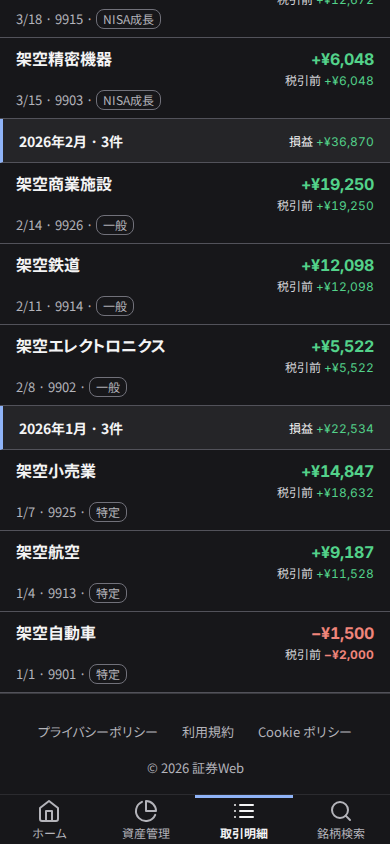 3/18 · 9915 · NISA成長
架空精密機器 +¥6,048
税引前 +¥6,048
3/15 · 9903 · NISA成長
2026年2月・3件 損益 +¥36,870
架空商業施設 +¥19,250
税引前 +¥19,250
2/14 · 9926 · 一般
架空鉄道 +¥12,098
税引前 +¥12,098
2/11 · 9914 · 一般
架空エレクトロニクス +¥5,522
税引前 +¥5,522
2/8 · 9902 · 一般
2026年1月・3件 損益 +¥22,534
架空小売業 +¥14,847
税引前 +¥18,632
1/7 · 9925 · 特定
架空航空 +¥9,187
税引前 +¥11,528
1/4 · 9913 · 特定
架空自動車 −¥1,500
税引前 −¥2,000
1/1 · 9901 · 特定
プライバシーポリシー 利用規約 Cookie ポリシー
© 2026 証券Web
ホーム 資産管理 取引明細 銘柄検索